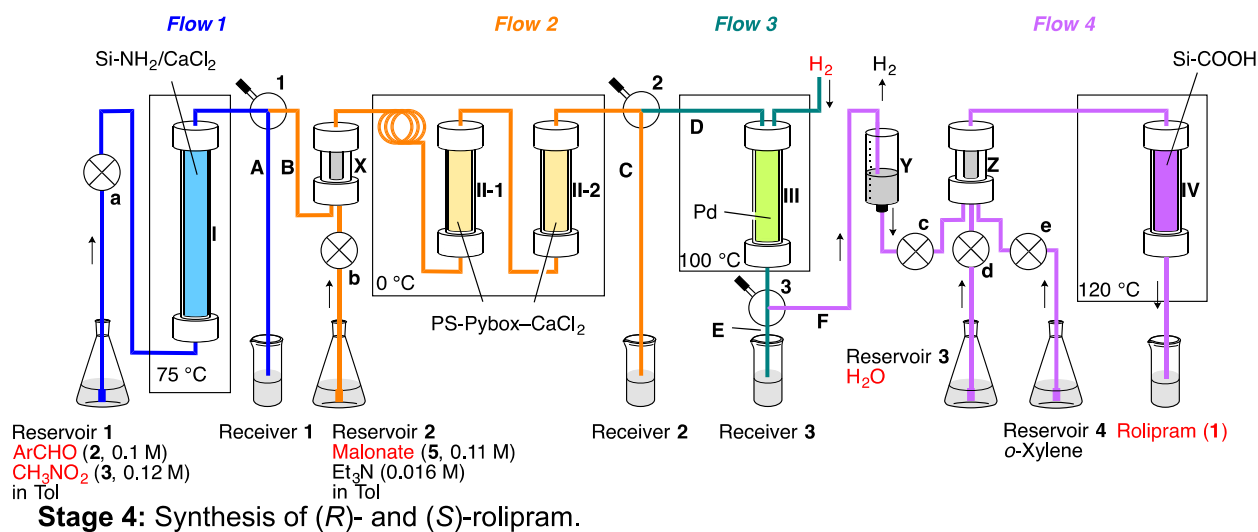 Flow 1
Flow 2
Flow 3
Flow 4
Si-NH2/CaCl2
1
2
H2
H2
Si-COOH
a
I
A
B
X
b
II-1
II-2
C
D
III
Pd
Y
c
Z
d
e
IV
75 °C
0 °C
PS-Pybox–CaCl2
100 °C
3
E
F
120 °C
Reservoir 1
ArCHO (2, 0.1 M)
CH3NO2 (3, 0.12 M)
in Tol
Receiver 1
Reservoir 2
Malonate (5, 0.11 M)
Et3N (0.016 M)
in Tol
Receiver 2
Receiver 3
Reservoir 3
H2O
Reservoir 4
o-Xylene
Rolipram (1)
Stage 4: Synthesis of (R)- and (S)-rolipram.